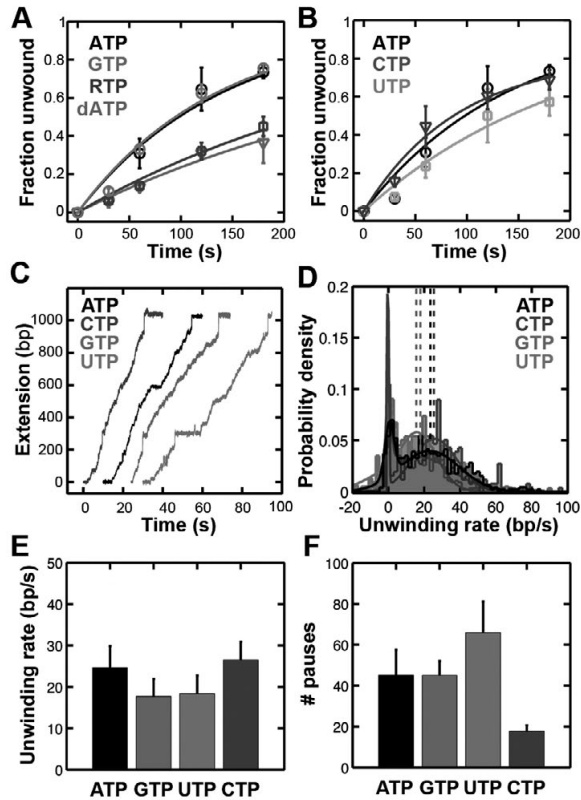 A
ATP
GTP
RTP
dATP
Fraction unwound
1.0
0.8
0.6
0.4
0.2
0
0 50 100 150 200
Time (s)
B
ATP
CTP
UTP
Fraction unwound
1.0
0.8
0.6
0.4
0.2
0
0 50 100 150 200
Time (s)
C
ATP
CTP
GTP
UTP
Extension (bp)
1000
800
600
400
200
0
0 20 40 60 80 100
Time (s)
D
ATP
CTP
GTP
UTP
Probability density
0.2
0.15
0.1
0.05
0
-20 0 20 40 60 80 100
Unwinding rate (bp/s)
E
Unwinding rate (bp/s)
50
40
30
20
10
0
ATP GTP UTP CTP
F
# pauses
100
80
60
40
20
0
ATP GTP UTP CTP